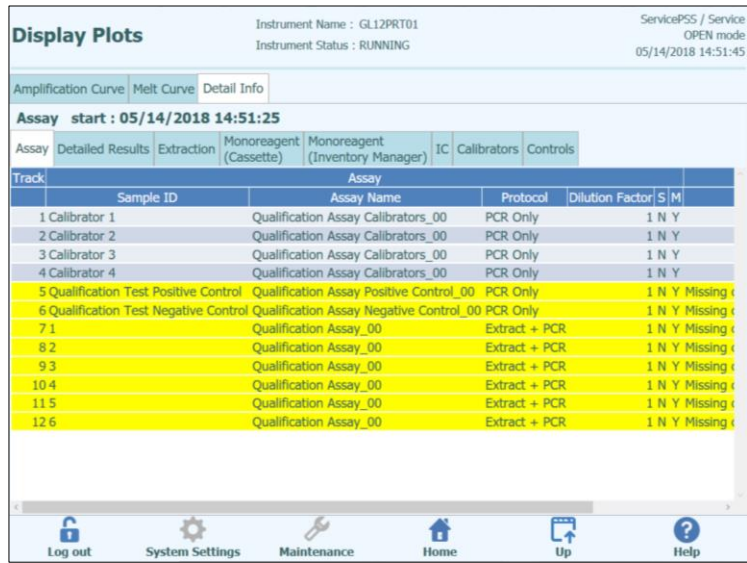 Display Plots
Instrument Name : GL12PRT01
Instrument Status : RUNNING
ServicePSS / Service
OPEN mode
05/14/2018 14:51:45
Amplification Curve Melt Curve Detail Info
Assay start : 05/14/2018 14:51:25
Assay Detailed Results Extraction Monoreagent (Cassette) Monoreagent (Inventory Manager) IC Calibrators Controls
Track Assay
Sample ID Assay Name Protocol Dilution Factor S M
1 Calibrator 1 Qualification Assay Calibrators_00 PCR Only 1 N Y
2 Calibrator 2 Qualification Assay Calibrators_00 PCR Only 1 N Y
3 Calibrator 3 Qualification Assay Calibrators_00 PCR Only 1 N Y
4 Calibrator 4 Qualification Assay Calibrators_00 PCR Only 1 N Y
5 Qualification Test Positive Control Qualification Assay Positive Control_00 PCR Only 1 N Y Missing
6 Qualification Test Negative Control Qualification Assay Negative Control_00 PCR Only 1 N Y Missing
7 1 Qualification Assay_00 Extract + PCR 1 N Y Missing
8 2 Qualification Assay_00 Extract + PCR 1 N Y Missing
9 3 Qualification Assay_00 Extract + PCR 1 N Y Missing
10 4 Qualification Assay_00 Extract + PCR 1 N Y Missing
11 5 Qualification Assay_00 Extract + PCR 1 N Y Missing
12 6 Qualification Assay_00 Extract + PCR 1 N Y Missing
Log out System Settings Maintenance Home Up Help